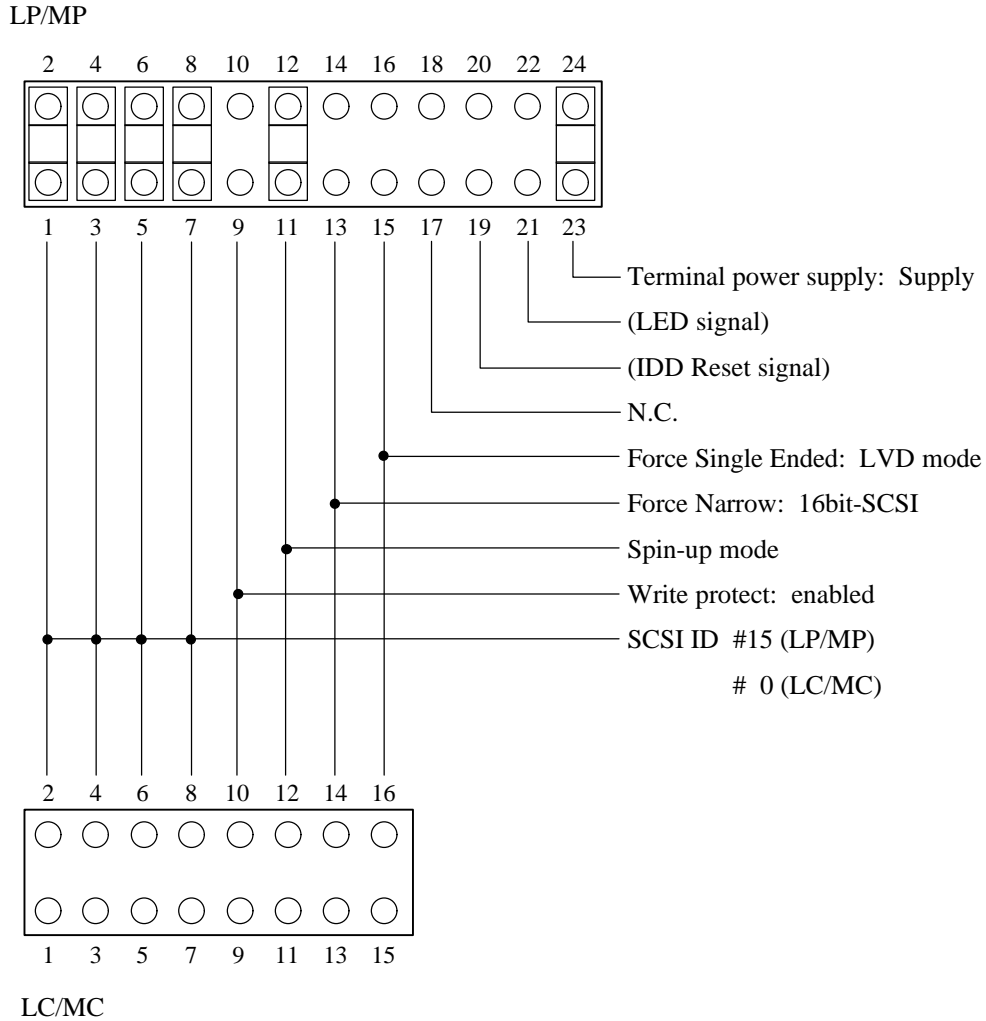 LP/MP
2 4 6 8 10 12 14 16 18 20 22 24
1 3 5 7 9 11 13 15 17 19 21 23
Terminal power supply: Supply
(LED signal)
(IDD Reset signal)
N.C.
Force Single Ended: LVD mode
Force Narrow: 16bit-SCSI
Spin-up mode
Write protect: enabled
SCSI ID #15 (LP/MP)
# 0 (LC/MC)
2 4 6 8 10 12 14 16
1 3 5 7 9 11 13 15
LC/MC